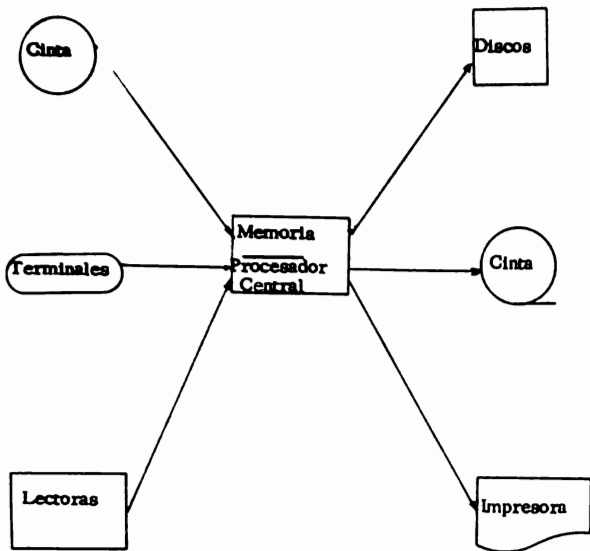 Cinta
Discos
Memoria
Procesador
Central
Terminales
Cinta
Lectoras
Impresora